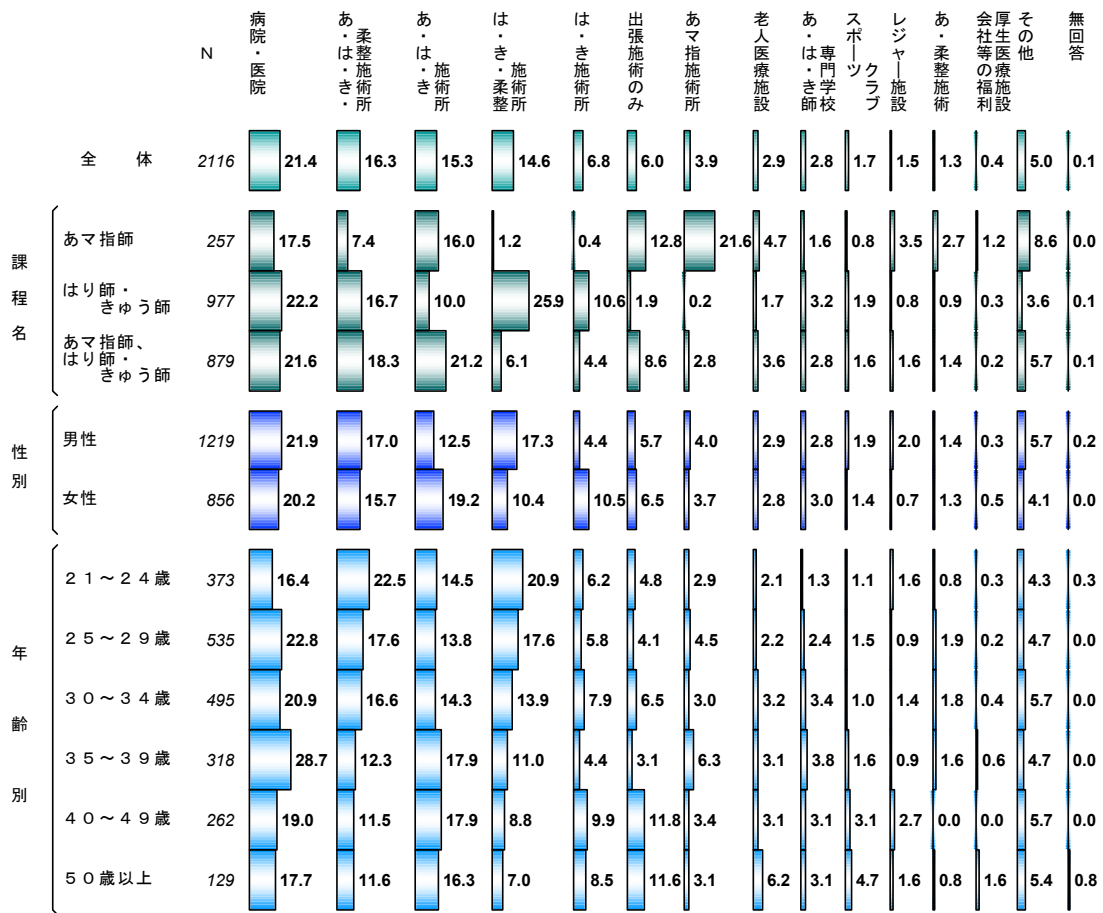 N 病院・医院 あ・は・き・柔整施術所 あ・は・き施術所 は・き・柔整施術所 は・き施術所 出張施術のみ あマ指施術所 老人医療施設 あ・は・き師専門学校 スポーツクラブ レジャー施設 あ・柔整施術 会社等の福利厚生医療施設 その他 無回答
全体 2116 21.4 16.3 15.3 14.6 6.8 6.0 3.9 2.9 2.8 1.7 1.5 1.3 0.4 5.0 0.1
課程名
あマ指師 257 17.5 7.4 16.0 1.2 0.4 12.8 21.6 4.7 1.6 0.8 3.5 2.7 1.2 8.6 0.0
はり師・
きゅう師 977 22.2 16.7 10.0 25.9 10.6 1.9 0.2 1.7 3.2 1.9 0.8 0.9 0.3 3.6 0.1
あマ指師、
はり師・
きゅう師 879 21.6 18.3 21.2 6.1 4.4 8.6 2.8 3.6 2.8 1.6 1.6 1.4 0.2 5.7 0.1
性別
男性 1219 21.9 17.0 12.5 17.3 4.4 5.7 4.0 2.9 2.8 1.9 2.0 1.4 0.3 5.7 0.2
女性 856 20.2 15.7 19.2 10.4 10.5 6.5 3.7 2.8 3.0 1.4 0.7 1.3 0.5 4.1 0.0
年齢別
21～24歳 373 16.4 22.5 14.5 20.9 6.2 4.8 2.9 2.1 1.3 1.1 1.6 0.8 0.3 4.3 0.3
25～29歳 535 22.8 17.6 13.8 17.6 5.8 4.1 4.5 2.2 2.4 1.5 0.9 1.9 0.2 4.7 0.0
30～34歳 495 20.9 16.6 14.3 13.9 7.9 6.5 3.0 3.2 3.4 1.0 1.4 1.8 0.4 5.7 0.0
35～39歳 318 28.7 12.3 17.9 11.0 4.4 3.1 6.3 3.1 3.8 1.6 0.9 1.6 0.6 4.7 0.0
40～49歳 262 19.0 11.5 17.9 8.8 9.9 11.8 3.4 3.1 3.1 3.1 2.7 0.0 0.0 5.7 0.0
50歳以上 129 17.7 11.6 16.3 7.0 8.5 11.6 3.1 6.2 3.1 4.7 1.6 0.8 1.6 5.4 0.8